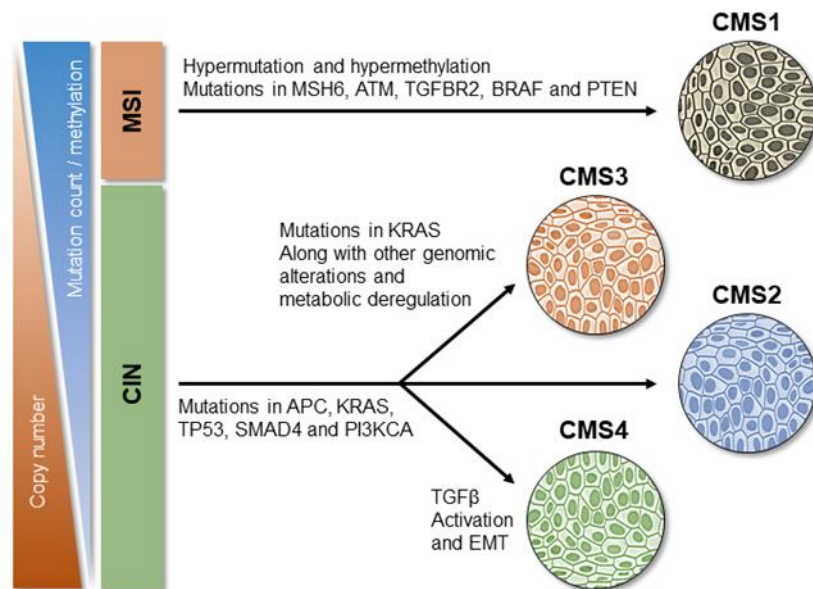 CMS1
Hypermutation and hypermethylation
Mutations in MSH6, ATM, TGFBR2, BRAF and PTEN
MSI
Mutation count / methylation
CMS3
Mutations in KRAS
Along with other genomic
alterations and
metabolic deregulation
CMS2
CIN
Copy number
Mutations in APC, KRAS,
TP53, SMAD4 and PI3KCA
CMS4
TGFβ
Activation
and EMT